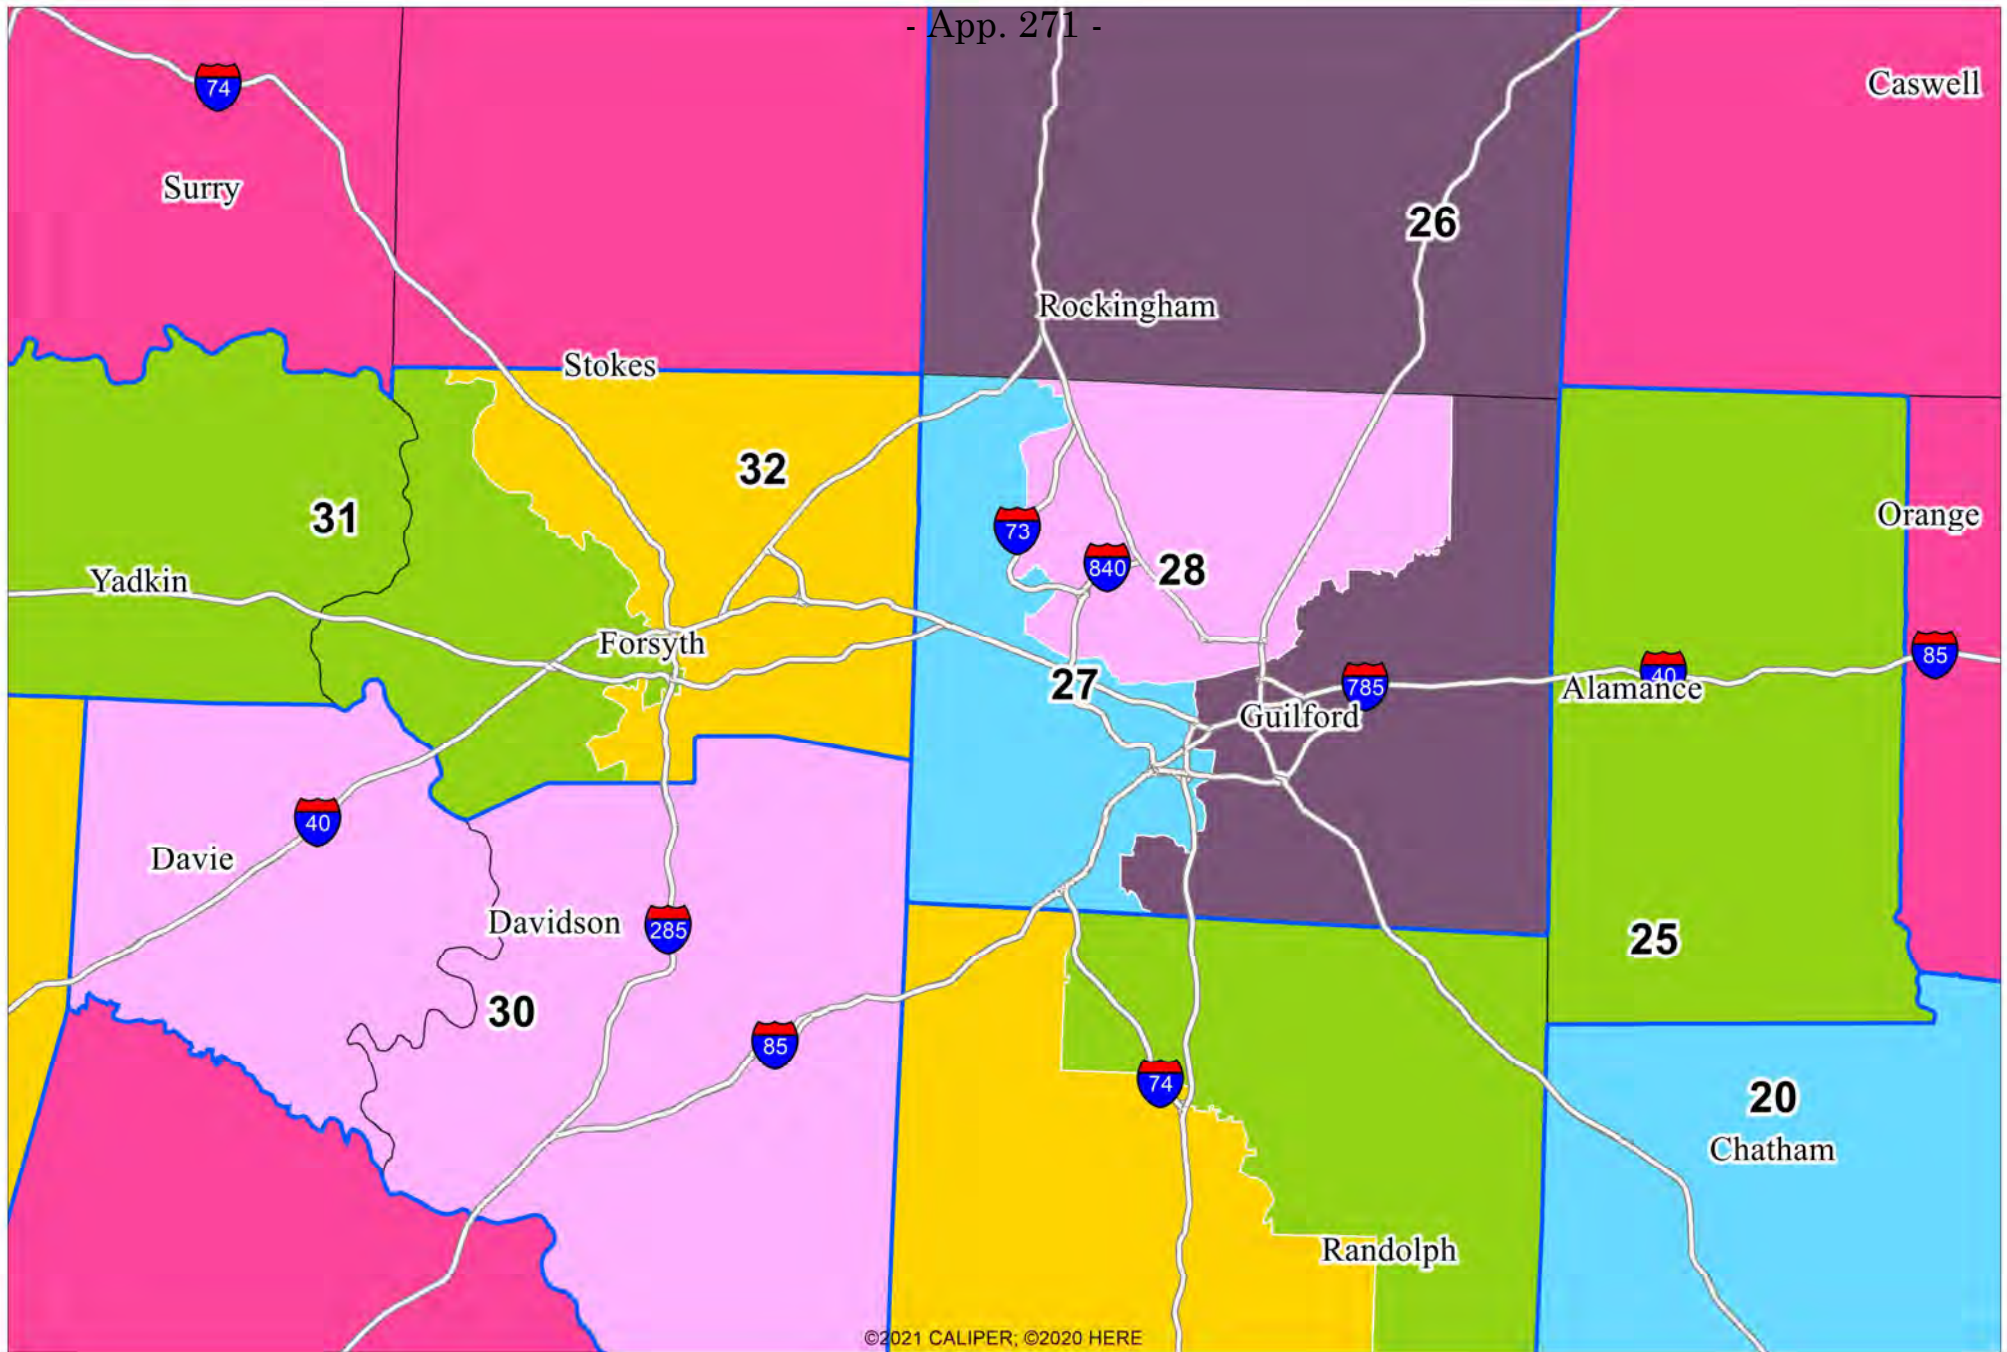 - App. 271 -
74
Caswell
Surry
26
Rockingham
Stokes
32
31
73
Orange
840
28
Yadkin
Forsyth
85
40
27
785
Alamance
Guilford
40
Davie
Davidson
285
25
30
85
74
20
Chatham
Randolph
©2021 CALIPER; ©2020 HERE